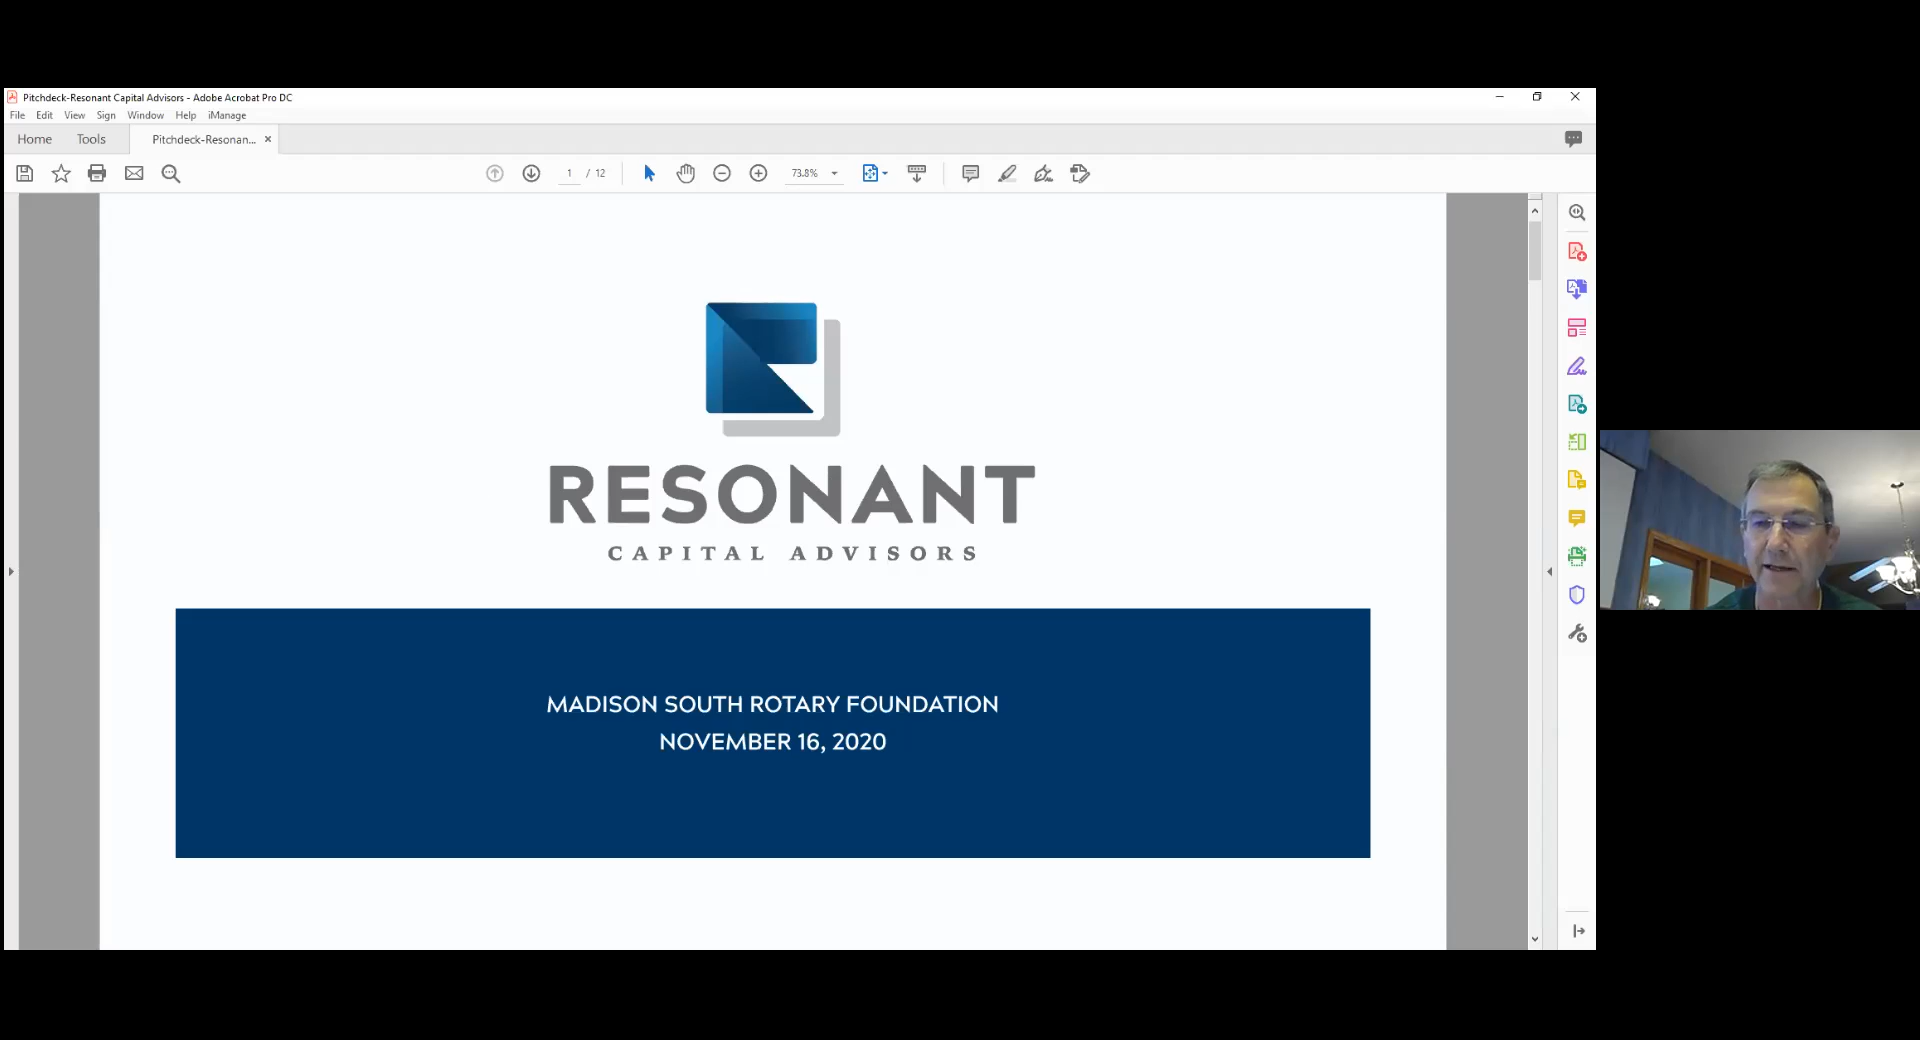 Pitchdeck-Resonant Capital Advisors - Adobe Acrobat Pro DC
File Edit View Sign Window Help iManage
Home Tools Pitchdeck-Resonan... ×
1 / 12 73.8%
RESONANT
CAPITAL ADVISORS
MADISON SOUTH ROTARY FOUNDATION
NOVEMBER 16, 2020